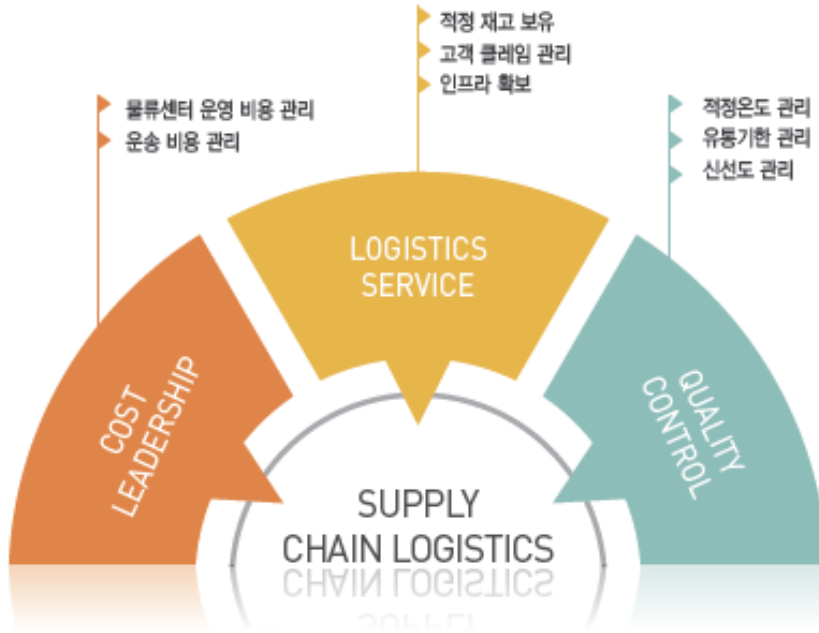 적정 재고 보유
고객 클레임 관리
인프라 확보
물류센터 운영 비용 관리
운송 비용 관리
적정온도 관리
유통기한 관리
신선도 관리
LOGISTICS
SERVICE
COST
LEADERSHIP
QUALITY
CONTROL
SUPPLY
CHAIN LOGISTICS